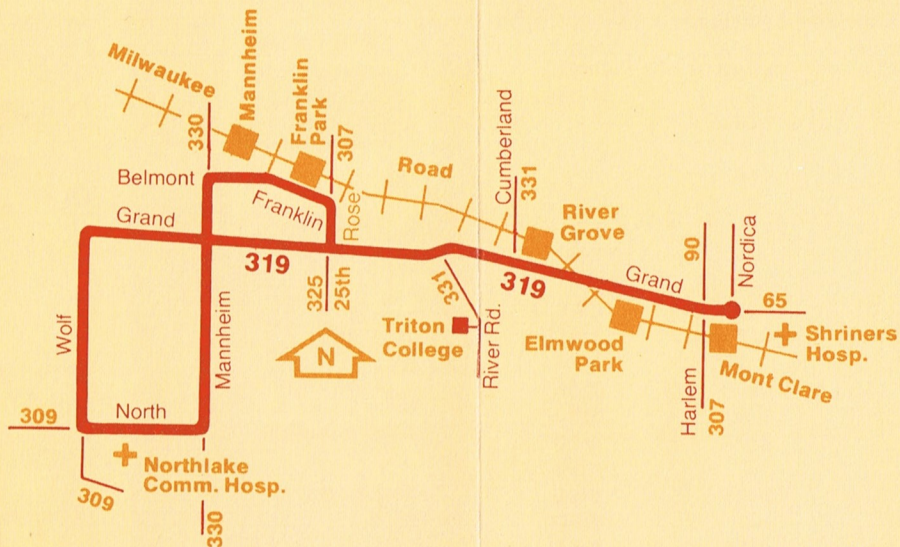 Milwaukee
Mannheim
Franklin
Park
330
307
Road
Cumberland
331
Belmont
Franklin
Rose
River
Grove
Grand
319
325
25th
331
319
Grand
90
Nordica
65
Wolf
Mannheim
N
Triton
College
River Rd.
Elmwood
Park
Shriners
Hosp.
Mont Clare
Harlem
307
309
North
Northlake
Comm. Hosp.
309
330